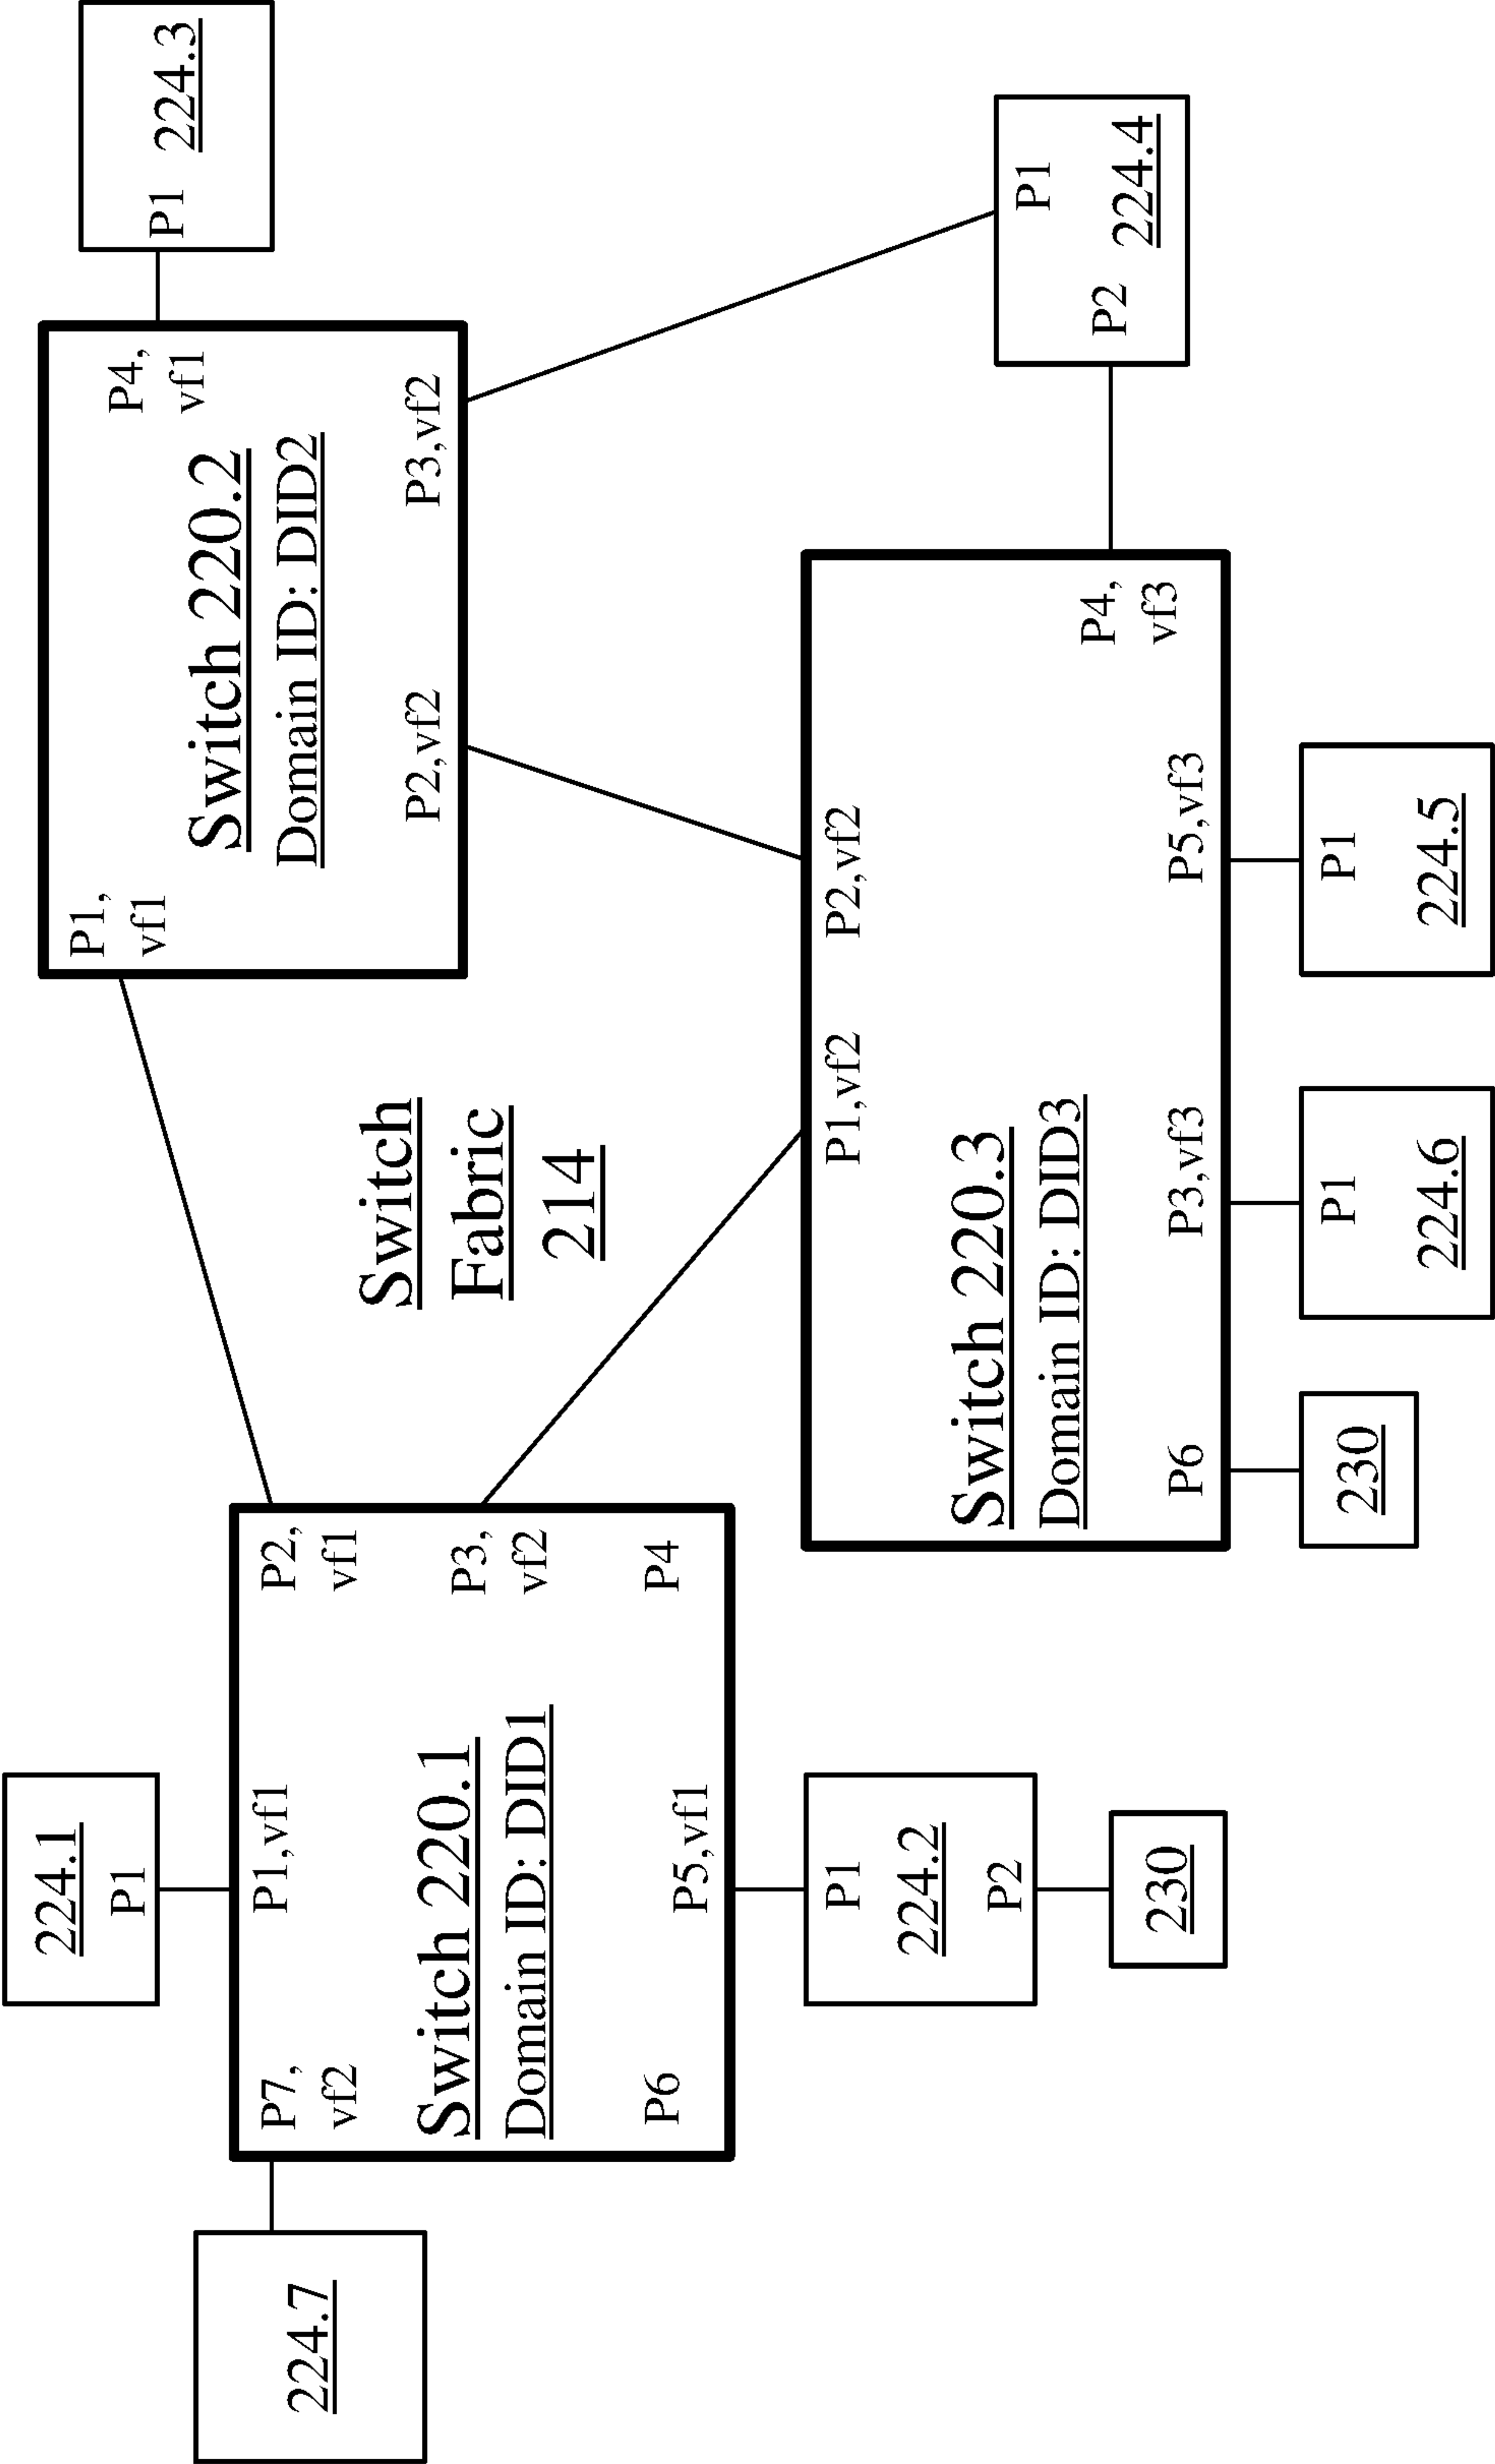 224.1
P1
224.7
P7,
vf2
P1,vf1
P2,
vf1
Switch 220.1
Domain ID: DID1
P3,
vf2
P6
P5,vf1
P4
P1
224.2
P2
230
Switch
Fabric
214
P1,
vf1
P4,
vf1
Switch 220.2
Domain ID: DID2
P2,vf2
P3,vf2
P1
224.3
P1,vf2
P2,vf2
Switch 220.3
Domain ID: DID3
P4,
vf3
P6
P3,vf3
P5,vf3
P1
P2
224.4
230
P1
224.6
P1
224.5